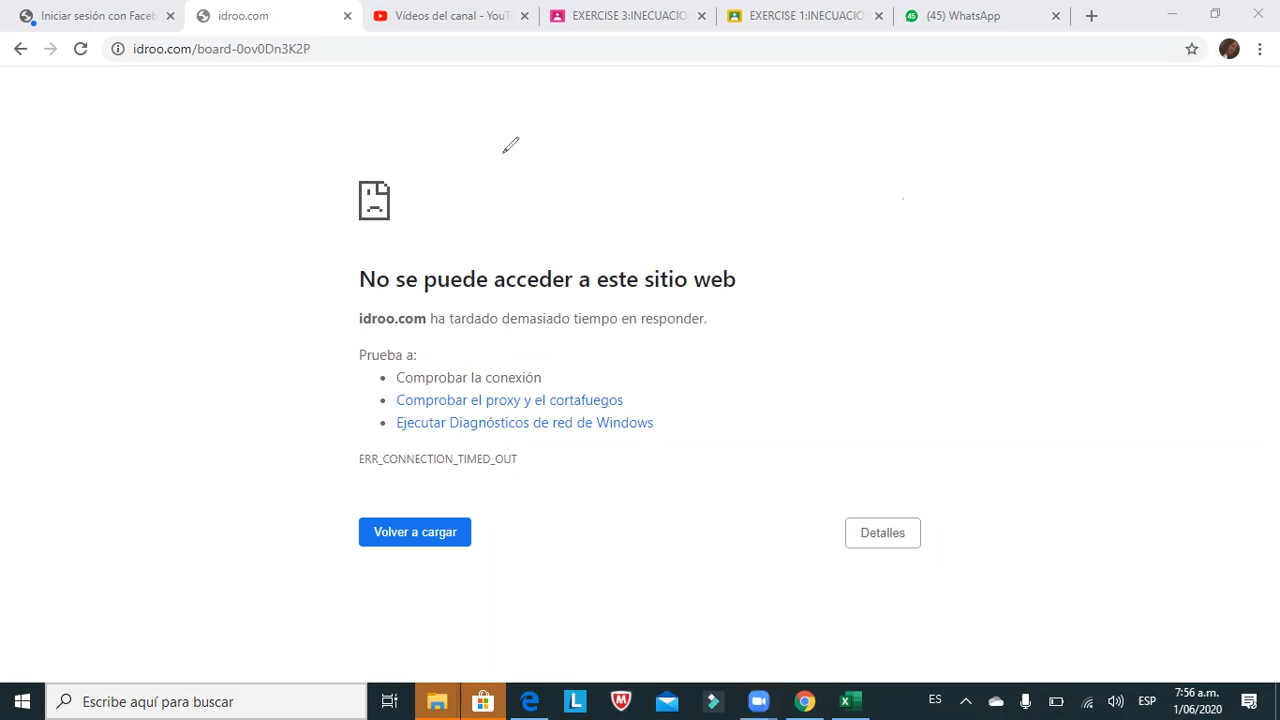 Iniciar sesión con Faceb
idroo.com
Vídeos del canal - YouT
EXERCISE 3:INECUACIO
EXERCISE 1:INECUACIO
45
(45) WhatsApp
idroo.com/board-0ov0Dn3K2P
No se puede acceder a este sitio web
idroo.com ha tardado demasiado tiempo en responder.
Prueba a:
Comprobar la conexión
Comprobar el proxy y el cortafuegos
Ejecutar Diagnósticos de red de Windows
ERR_CONNECTION_TIMED_OUT
Volver a cargar
Detalles
Escribe aquí para buscar
L
ES
ESP
7:56 a.m.
1/06/2020